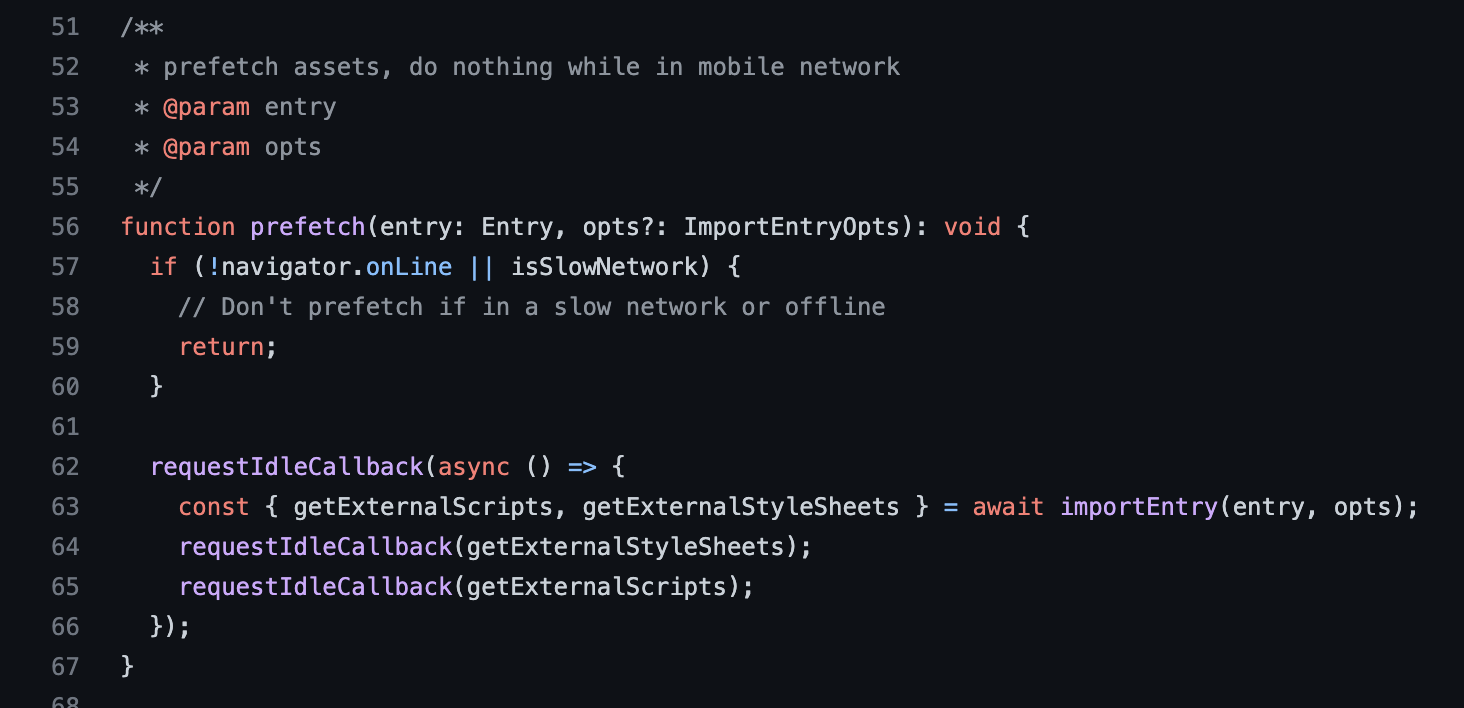 51 /**
52  * prefetch assets, do nothing while in mobile network
53  * @param entry
54  * @param opts
55  */
56 function prefetch(entry: Entry, opts?: ImportEntryOpts): void {
57   if (!navigator.onLine || isSlowNetwork) {
58     // Don't prefetch if in a slow network or offline
59     return;
60   }
61
62   requestIdleCallback(async () => {
63     const { getExternalScripts, getExternalStyleSheets } = await importEntry(entry, opts);
64     requestIdleCallback(getExternalStyleSheets);
65     requestIdleCallback(getExternalScripts);
66   });
67 }
68